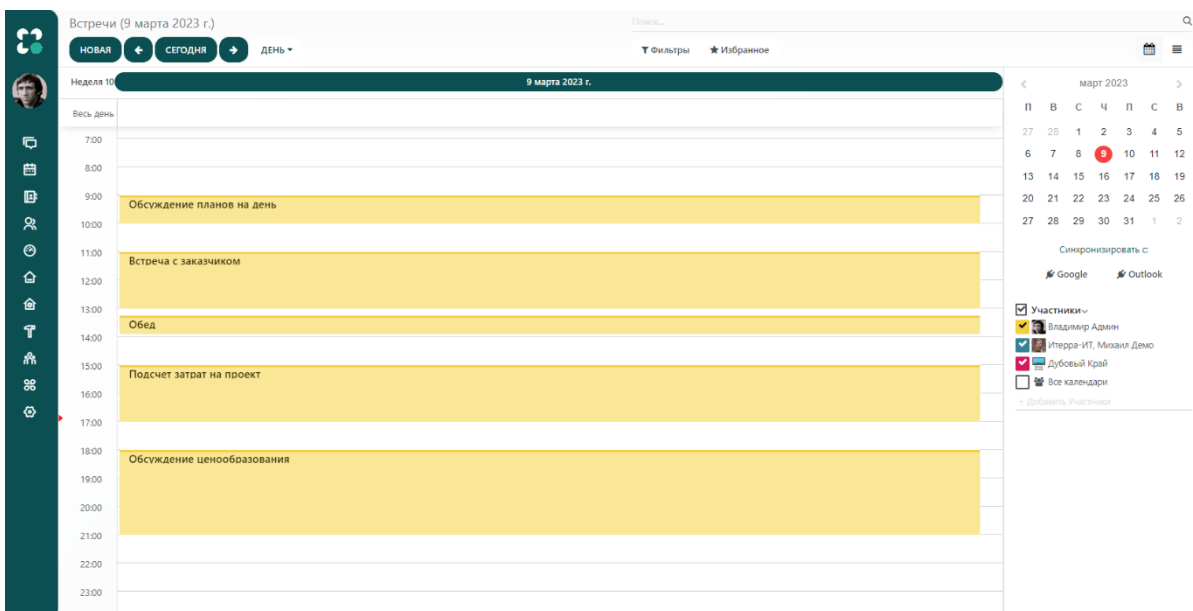 Встречи (9 марта 2023 г.)
Поиск...
НОВАЯ СЕГОДНЯ ДЕНЬ
Фильтры Избранное
Неделя 10
9 марта 2023 г.
Весь день
7:00
8:00
9:00
Обсуждение планов на день
10:00
11:00
Встреча с заказчиком
12:00
13:00
Обед
14:00
15:00
Подсчет затрат на проект
16:00
17:00
18:00
Обсуждение ценообразования
19:00
20:00
21:00
22:00
23:00
март 2023
П В С Ч П С В
27 28 1 2 3 4 5
6 7 8 9 10 11 12
13 14 15 16 17 18 19
20 21 22 23 24 25 26
27 28 29 30 31 1 2
Синхронизировать с:
Google Outlook
Участники
Владимир Админ
Итерра-ИТ, Михаил Демо
Дубовый Край
Все календари
+ Добавить Участники